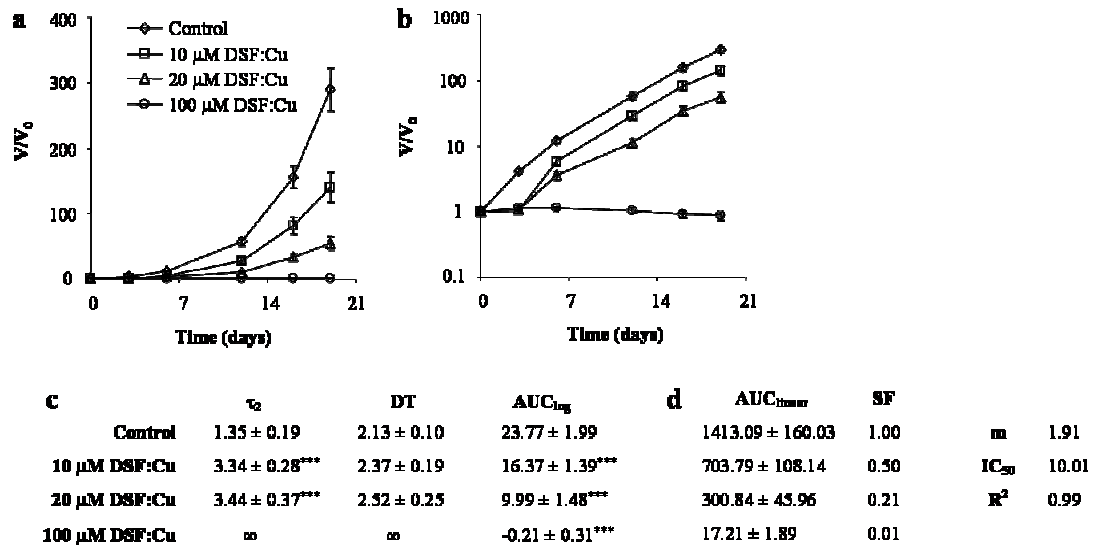 a
400
300
200
100
0
V/V0
Control
10 µM DSF:Cu
20 µM DSF:Cu
100 µM DSF:Cu
0 7 14 21
Time (days)
b
1000
100
10
1
0.1
V/V0
0 7 14 21
Time (days)
c τ2 DT AUClog d AUClinear SF
Control 1.35 ± 0.19 2.13 ± 0.10 23.77 ± 1.99 1413.09 ± 160.03 1.00 m 1.91
10 µM DSF:Cu 3.34 ± 0.28*** 2.37 ± 0.19 16.37 ± 1.39*** 703.79 ± 108.14 0.50 IC50 10.01
20 µM DSF:Cu 3.44 ± 0.37*** 2.52 ± 0.25 9.99 ± 1.48*** 300.84 ± 45.96 0.21 R² 0.99
100 µM DSF:Cu ∞ ∞ -0.21 ± 0.31*** 17.21 ± 1.89 0.01